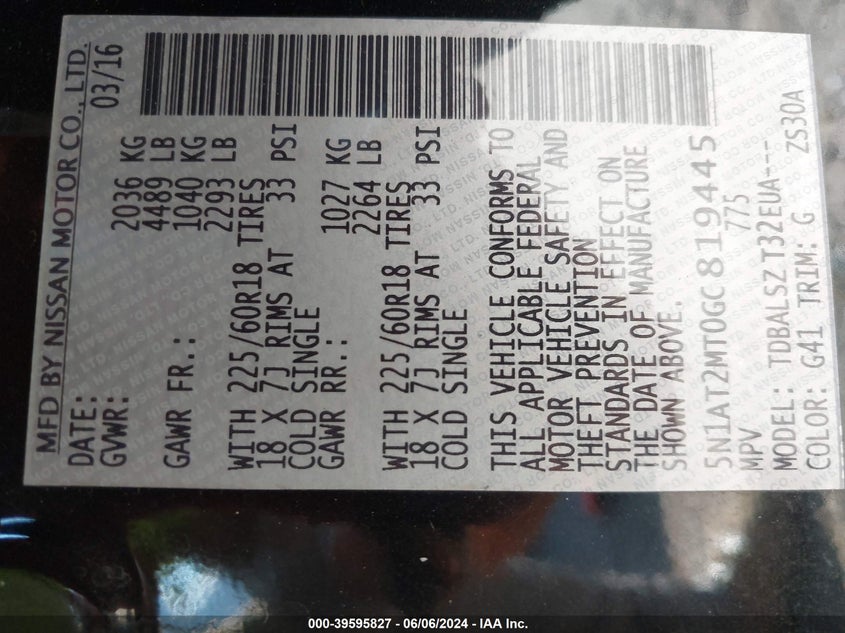 MFD BY NISSAN MOTOR CO., LTD.
DATE: 03/16
GVWR: 2036 KG
4489 LB
GAWR FR.: 1040 KG
2293 LB
WITH 225/60R18 TIRES
18 X 7J RIMS AT 33 PSI
COLD SINGLE
GAWR RR.: 1027 KG
2264 LB
WITH 225/60R18 TIRES
18 X 7J RIMS AT 33 PSI
COLD SINGLE
THIS VEHICLE CONFORMS TO
ALL APPLICABLE FEDERAL
MOTOR VEHICLE SAFETY AND
THEFT PREVENTION
STANDARDS IN EFFECT ON
THE DATE OF MANUFACTURE
SHOWN ABOVE.
5N1AT2MT0GC819445
MPV 775
MODEL: TDBALSZ T32EUA---
COLOR: G41 TRIM: G ZS30A
000-39595827 - 06/06/2024 - IAA Inc.